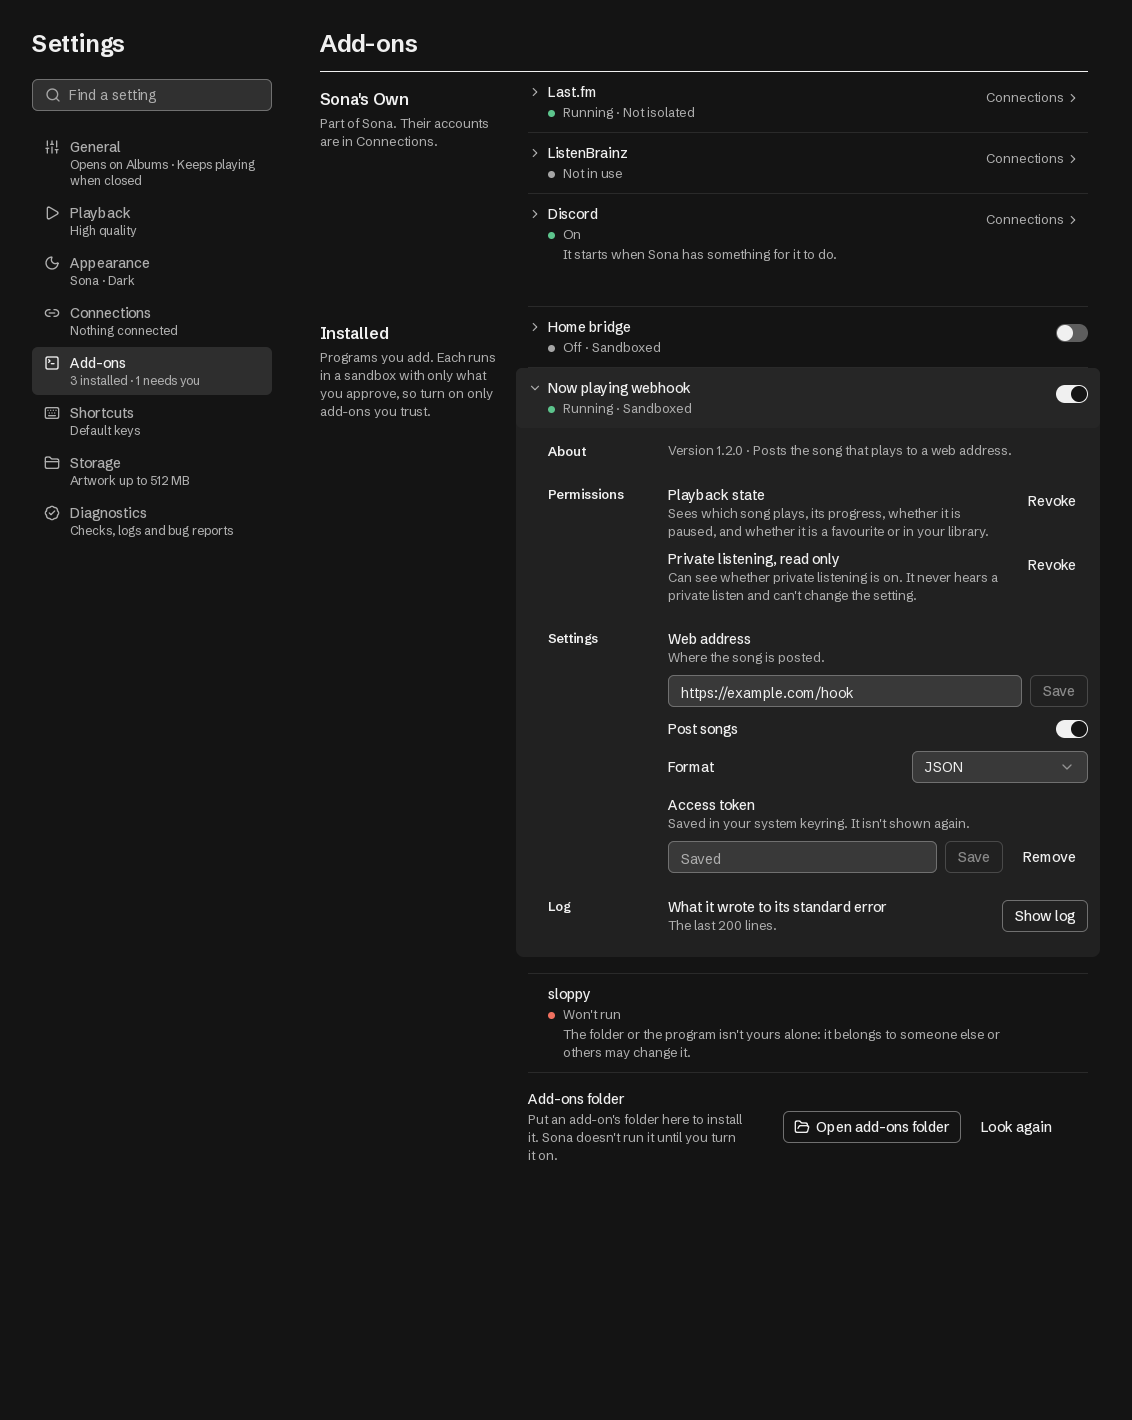 Settings
Find a setting
General
Opens on Albums · Keeps playing
when closed
Playback
High quality
Appearance
Sona · Dark
Connections
Nothing connected
Add-ons
3 installed · 1 needs you
Shortcuts
Default keys
Storage
Artwork up to 512 MB
Diagnostics
Checks, logs and bug reports
Add-ons
Sona's Own
Part of Sona. Their accounts
are in Connections.
Last.fm
Running · Not isolated
Connections
ListenBrainz
Not in use
Connections
Discord
On
It starts when Sona has something for it to do.
Connections
Installed
Programs you add. Each runs
in a sandbox with only what
you approve, so turn on only
add-ons you trust.
Home bridge
Off · Sandboxed
Now playing webhook
Running · Sandboxed
About
Version 1.2.0 · Posts the song that plays to a web address.
Permissions
Playback state
Sees which song plays, its progress, whether it is
paused, and whether it is a favourite or in your library.
Revoke
Private listening, read only
Can see whether private listening is on. It never hears a
private listen and can't change the setting.
Revoke
Settings
Web address
Where the song is posted.
https://example.com/hook
Save
Post songs
Format
JSON
Access token
Saved in your system keyring. It isn't shown again.
Saved
Save
Remove
Log
What it wrote to its standard error
The last 200 lines.
Show log
sloppy
Won't run
The folder or the program isn't yours alone: it belongs to someone else or
others may change it.
Add-ons folder
Put an add-on's folder here to install
it. Sona doesn't run it until you turn
it on.
Open add-ons folder
Look again